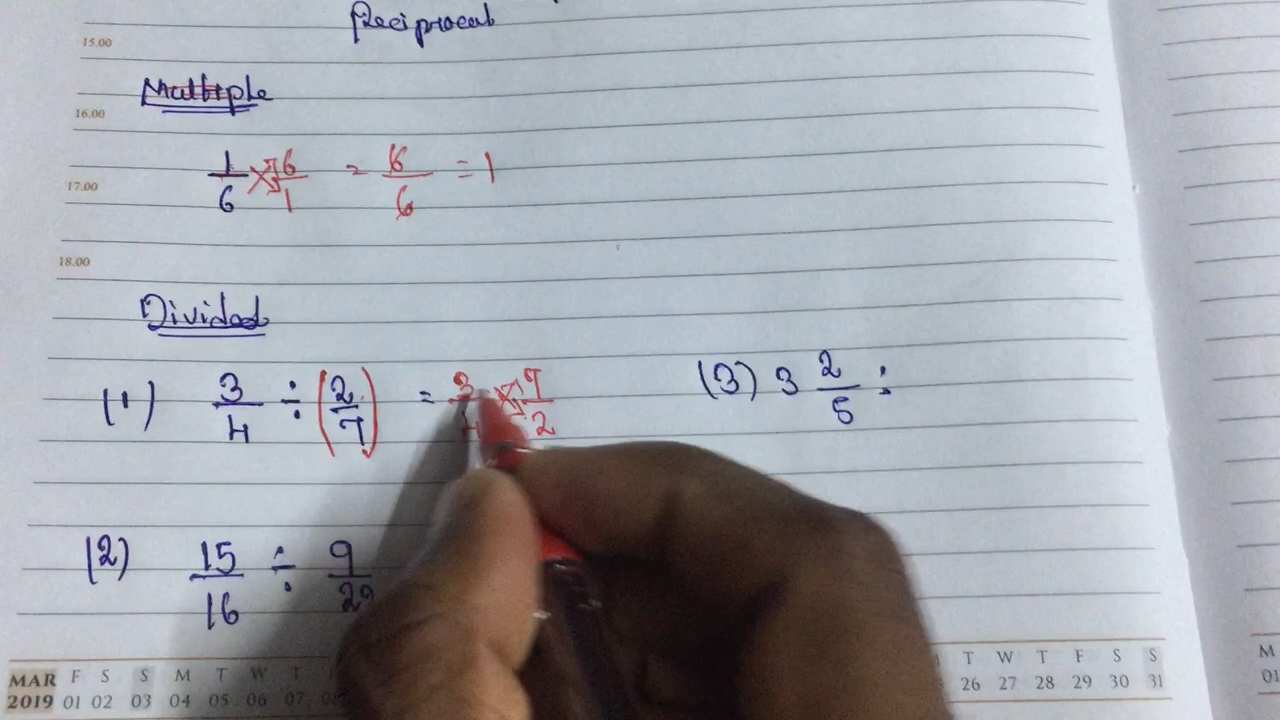 Reciprocal
15.00
Multiple
16.00
1/6 × 6/1 = 6/6 = 1
17.00
18.00
Divided
(1) 3/4 ÷ (2/7) = 3/4 × 7/2
(3) 3 2/5 ÷
(2) 15/16 ÷ 9/22
MAR F S S M T W T T W T F S S M
2019 01 02 03 04 05 06 07 26 27 28 29 30 31 01